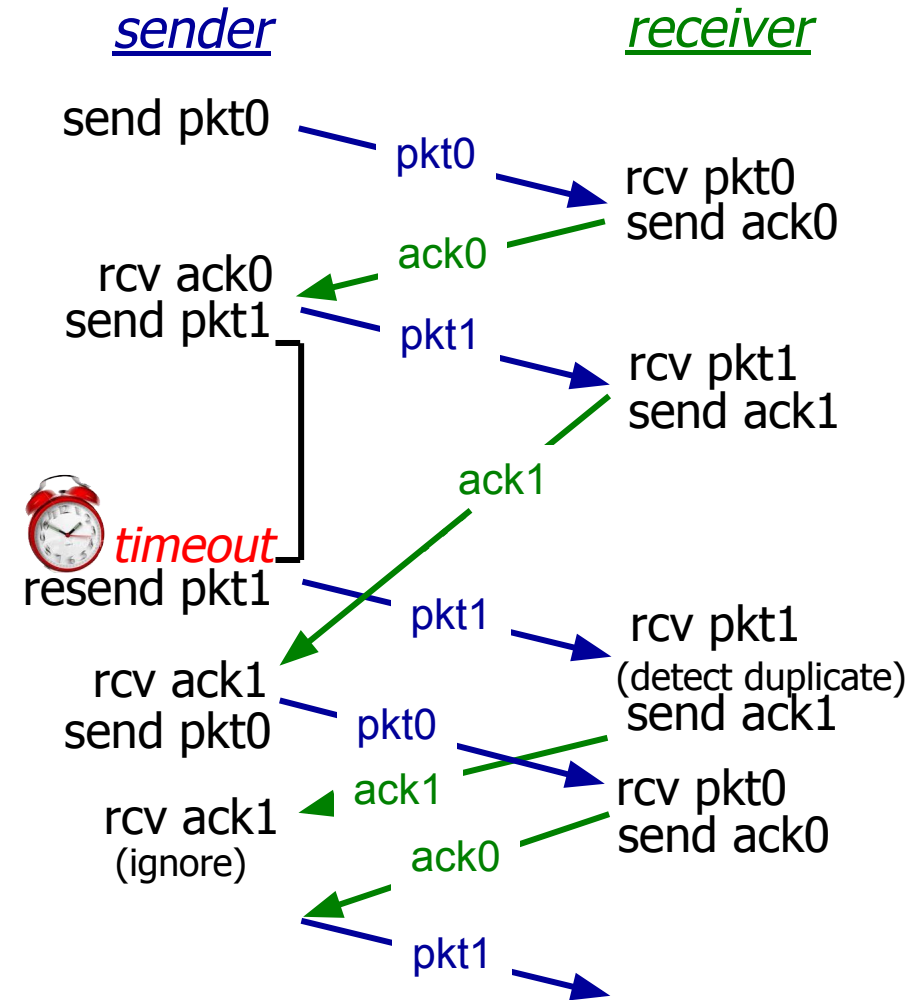 sender
receiver
send pkt0
pkt0
rcv pkt0
send ack0
ack0
rcv ack0
send pkt1
pkt1
rcv pkt1
send ack1
ack1
timeout
resend pkt1
pkt1
rcv pkt1
(detect duplicate)
send ack1
rcv ack1
send pkt0
pkt0
ack1
rcv pkt0
send ack0
rcv ack1
(ignore)
ack0
pkt1